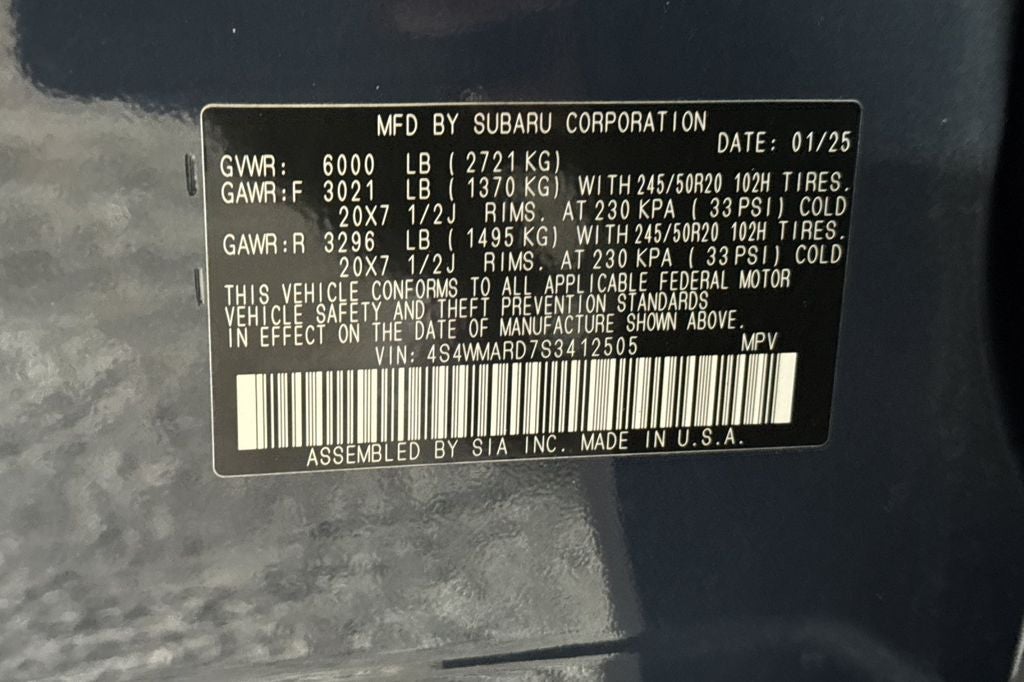 MFD BY SUBARU CORPORATION
DATE: 01/25
GVWR: 6000 LB ( 2721 KG)
GAWR:F 3021 LB ( 1370 KG) WITH 245/50R20 102H TIRES.
20X7 1/2J RIMS. AT 230 KPA ( 33 PSI) COLD
GAWR:R 3296 LB ( 1495 KG) WITH 245/50R20 102H TIRES.
20X7 1/2J RIMS. AT 230 KPA ( 33 PSI) COLD
THIS VEHICLE CONFORMS TO ALL APPLICABLE FEDERAL MOTOR
VEHICLE SAFETY AND THEFT PREVENTION STANDARDS
IN EFFECT ON THE DATE OF MANUFACTURE SHOWN ABOVE.
VIN: 4S4WMARD7S3412505 MPV
ASSEMBLED BY SIA INC. MADE IN U.S.A.